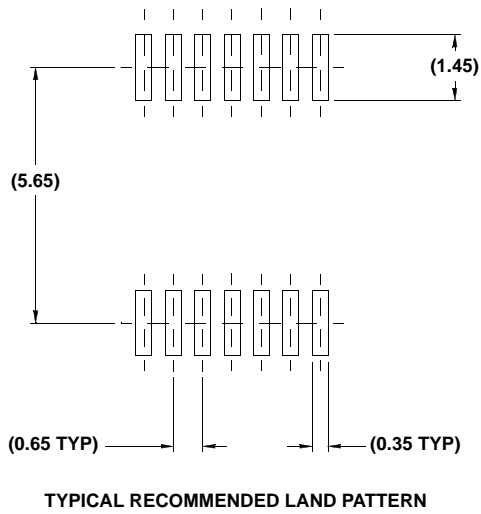 (1.45)
(5.65)
(0.65 TYP)
(0.35 TYP)
TYPICAL RECOMMENDED LAND PATTERN